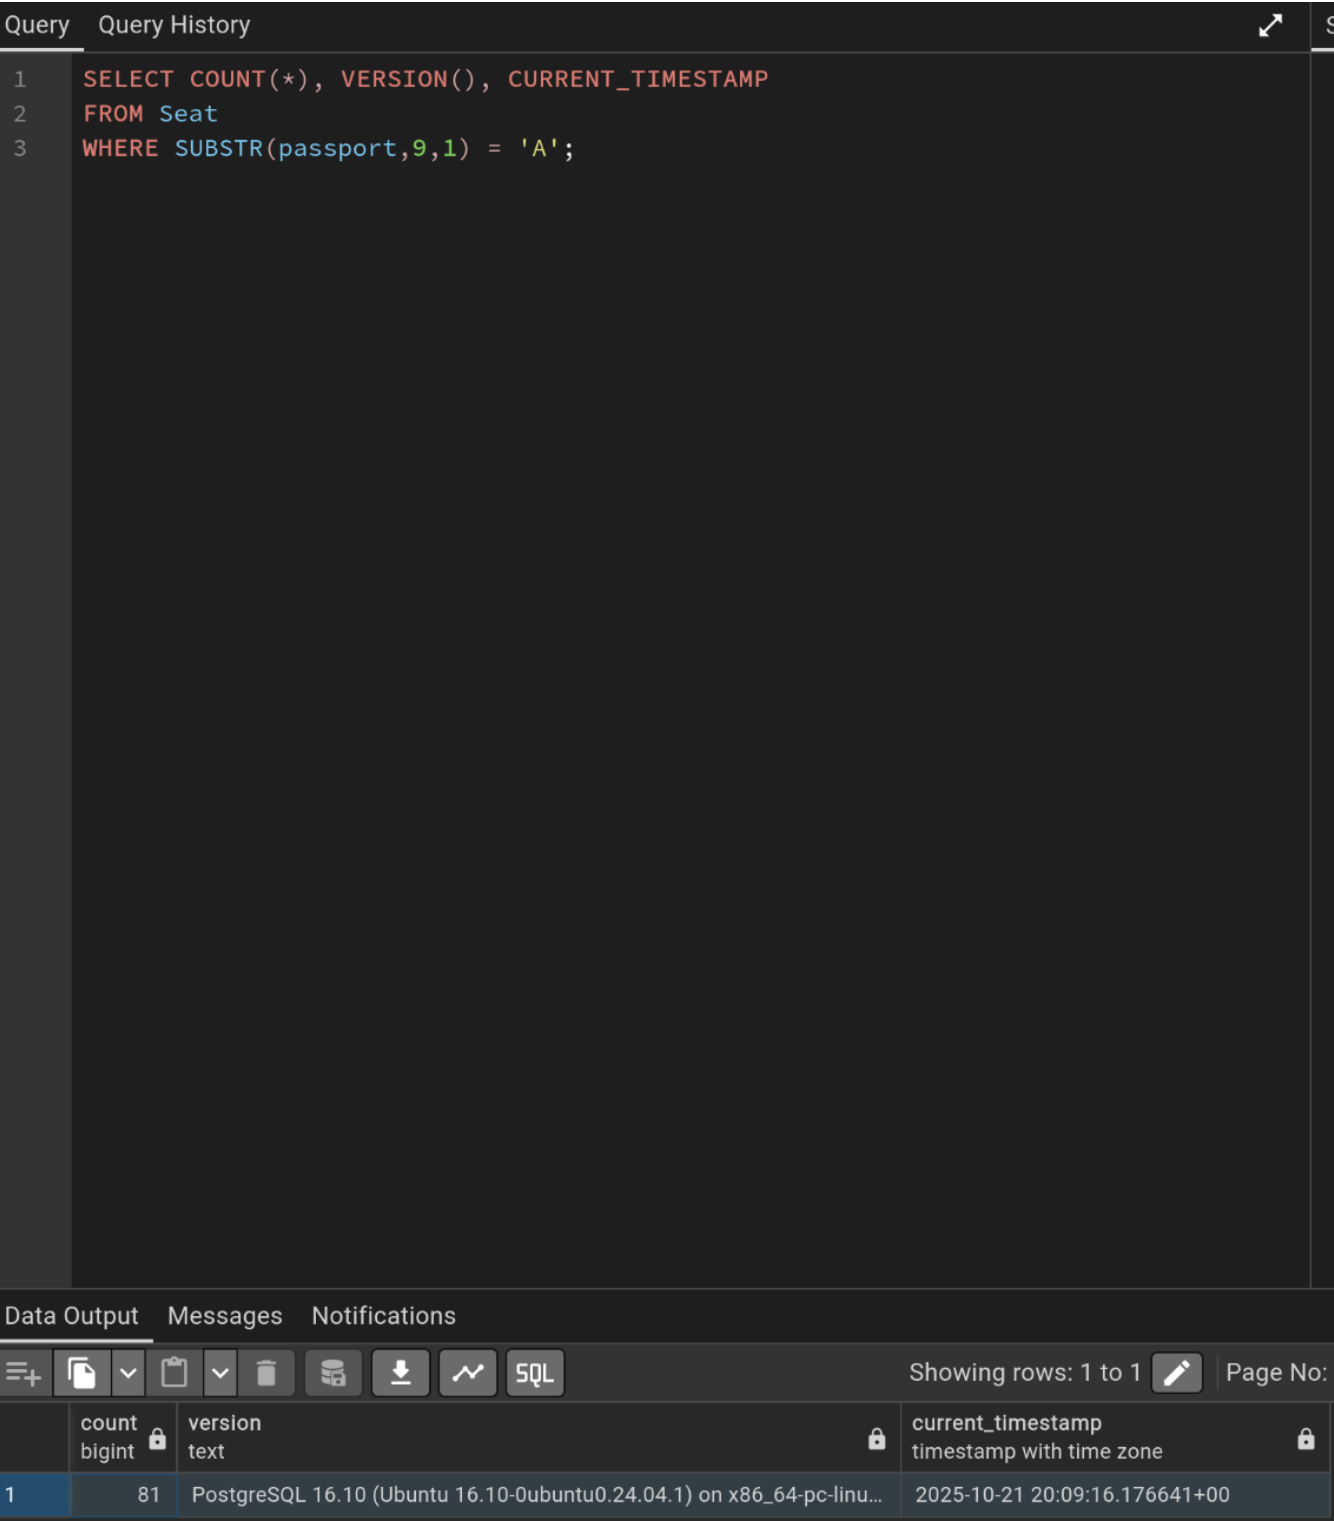 Query Query History
1 SELECT COUNT(*), VERSION(), CURRENT_TIMESTAMP
2 FROM Seat
3 WHERE SUBSTR(passport,9,1) = 'A';
Data Output Messages Notifications
SQL Showing rows: 1 to 1 Page No:
count version current_timestamp
bigint text timestamp with time zone
1 81 PostgreSQL 16.10 (Ubuntu 16.10-0ubuntu0.24.04.1) on x86_64-pc-linu… 2025-10-21 20:09:16.176641+00